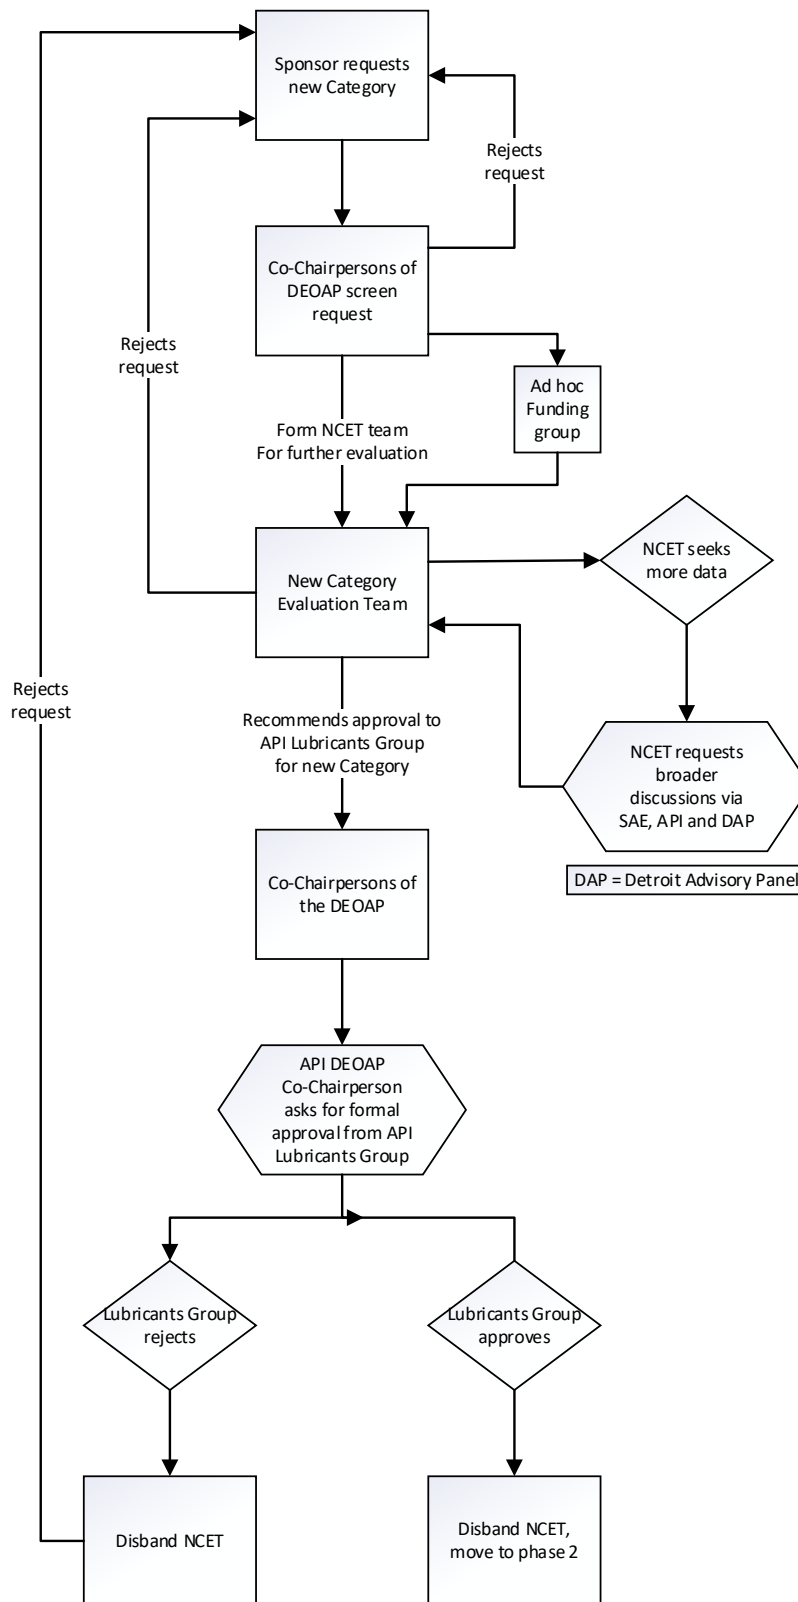 Sponsor requests
new Category
Rejects
request
Co-Chairpersons of
DEOAP screen
request
Rejects
request
Ad hoc
Funding
group
Form NCET team
For further evaluation
NCET seeks
more data
New Category
Evaluation Team
Rejects
request
Recommends approval to
API Lubricants Group
for new Category
NCET requests
broader
discussions via
SAE, API and DAP
DAP = Detroit Advisory Panel
Co-Chairpersons of
the DEOAP
API DEOAP
Co-Chairperson
asks for formal
approval from API
Lubricants Group
Lubricants Group
rejects
Lubricants Group
approves
Disband NCET
Disband NCET,
move to phase 2